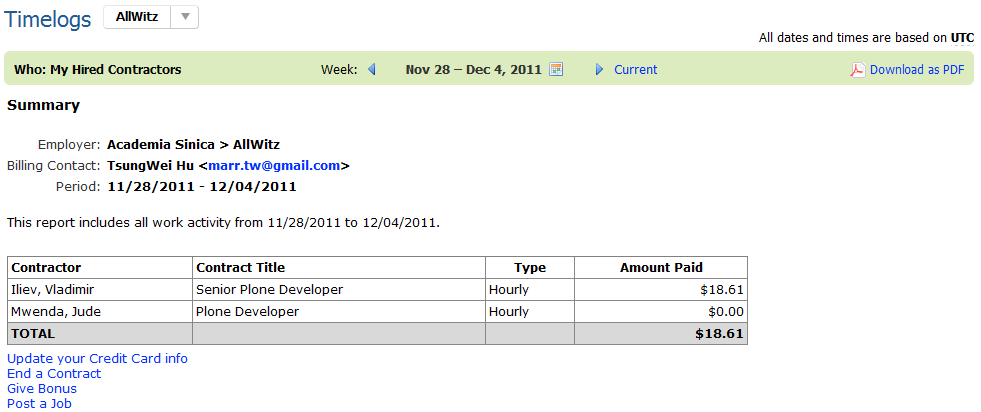 Timelogs AllWitz
All dates and times are based on UTC
Who: My Hired Contractors Week: Nov 28 – Dec 4, 2011 Current Download as PDF
Summary
Employer: Academia Sinica > AllWitz
Billing Contact: TsungWei Hu <marr.tw@gmail.com>
Period: 11/28/2011 - 12/04/2011
This report includes all work activity from 11/28/2011 to 12/04/2011.
Contractor Contract Title Type Amount Paid
Iliev, Vladimir Senior Plone Developer Hourly $18.61
Mwenda, Jude Plone Developer Hourly $0.00
TOTAL $18.61
Update your Credit Card info
End a Contract
Give Bonus
Post a Job